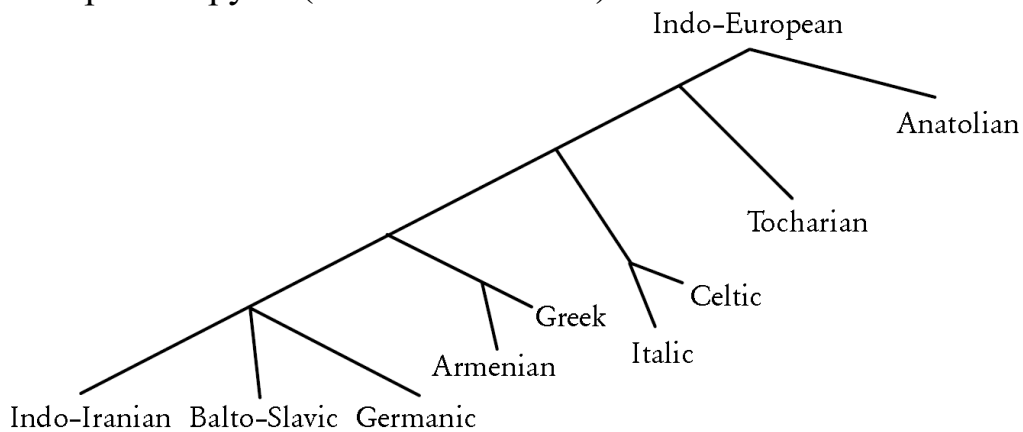 Indo-European
Anatolian
Tocharian
Celtic
Greek
Italic
Armenian
Indo-Iranian Balto-Slavic Germanic